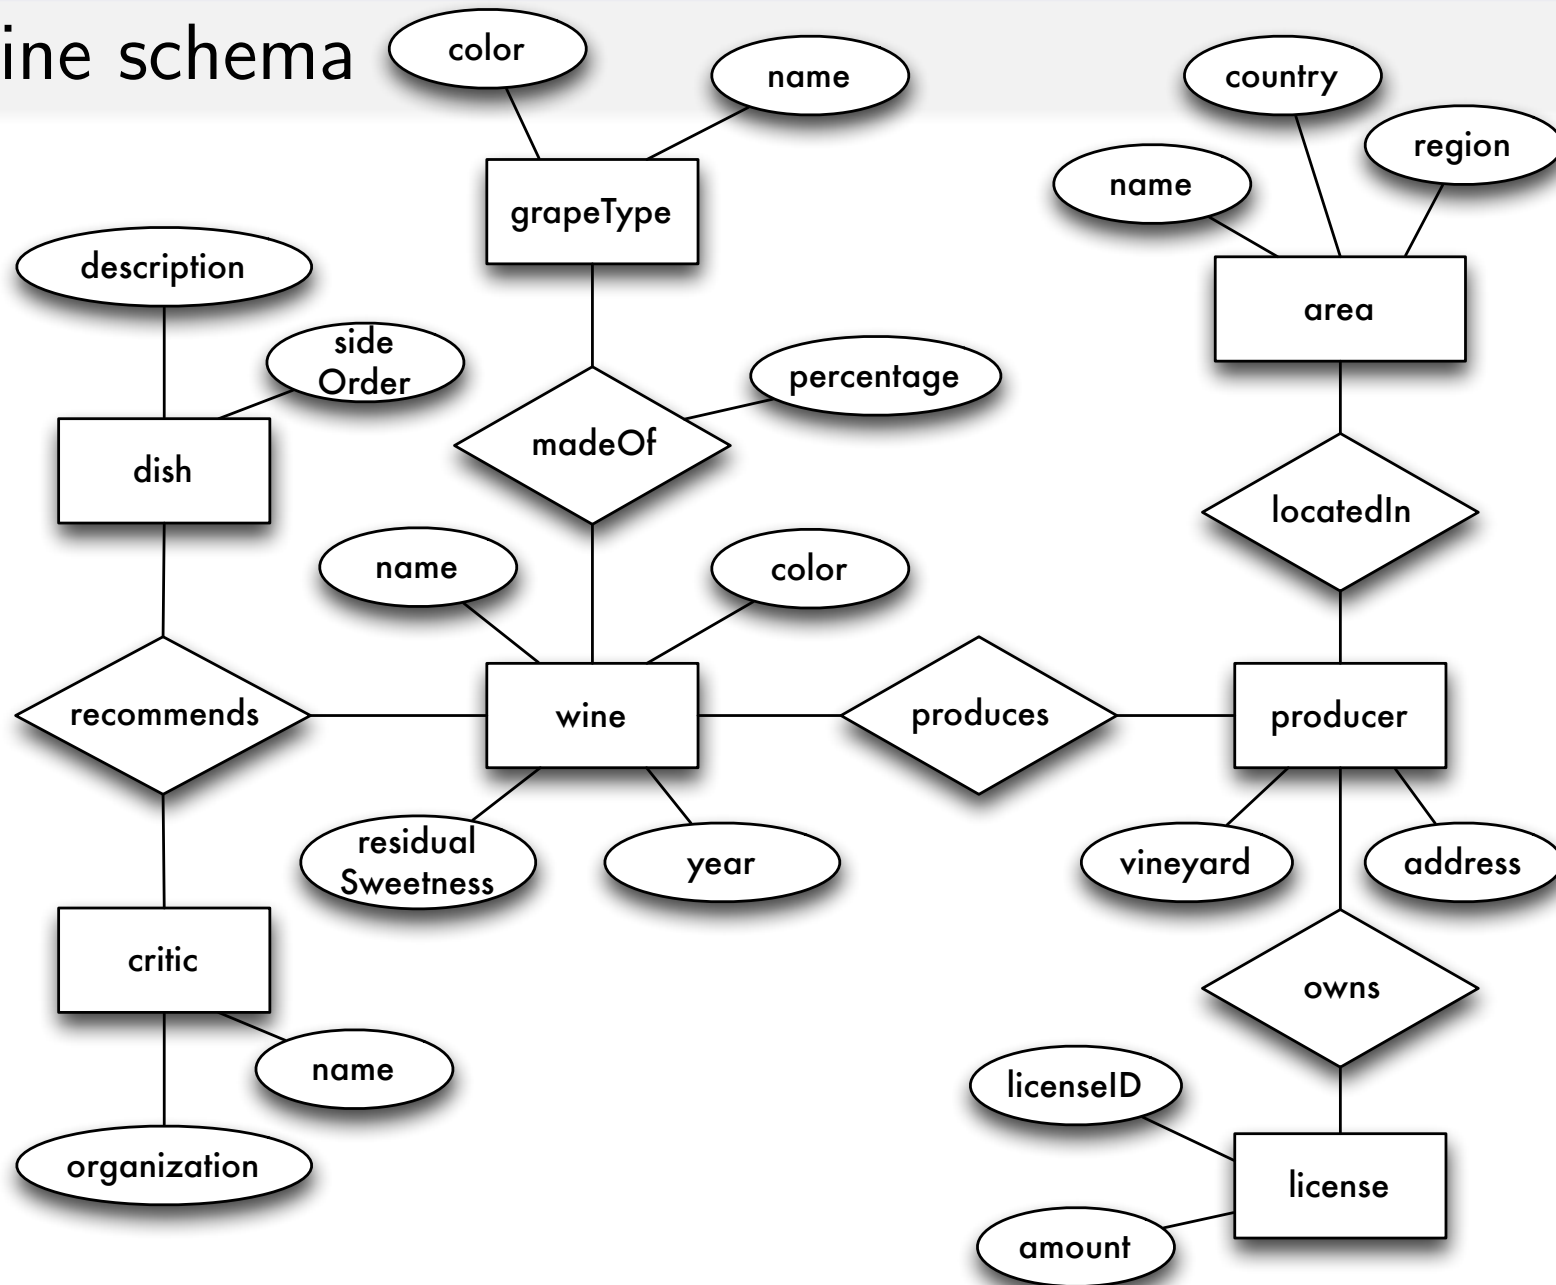 ine schema
color
name
country
region
name
grapeType
description
area
side
Order
percentage
madeOf
dish
locatedIn
name
color
recommends
wine
produces
producer
residual
Sweetness
year
vineyard
address
critic
owns
name
licenseID
organization
license
amount